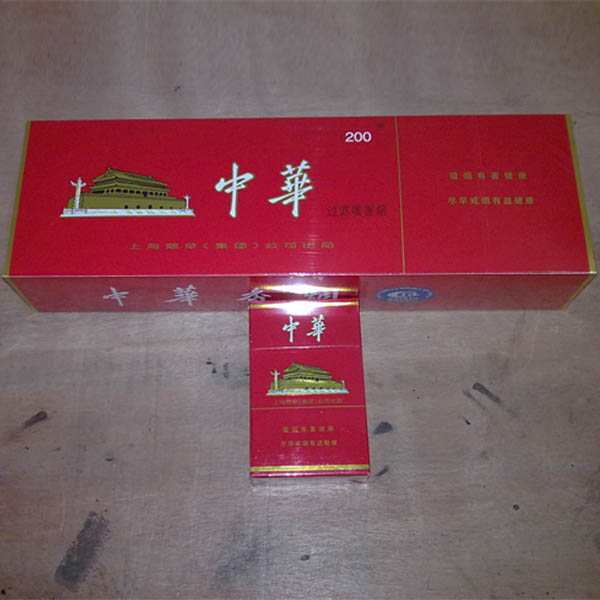 200
中華
过滤嘴香烟
上海烟草(集团)公司出品
吸烟有害健康
尽早戒烟有益健康
中華香烟
中華
上海烟草(集团)公司出品
吸烟有害健康
尽早戒烟有益健康